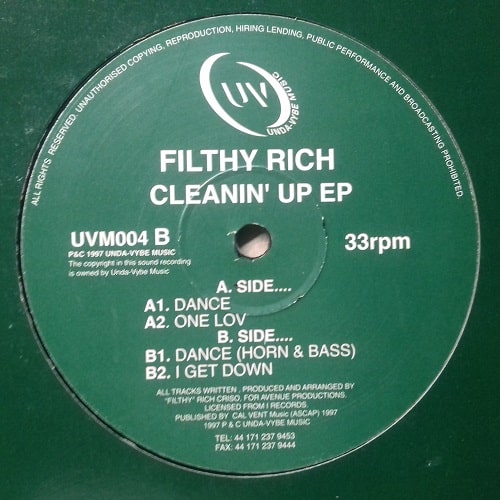 ALL RIGHTS RESERVED. UNAUTHORISED COPYING, REPRODUCTION, HIRING LENDING. PUBLIC PERFORMANCE AND BROADCASTING PROHIBITED.
UV
UNDA-VYBE MUSIC
FILTHY RICH
CLEANIN' UP EP
UVM004 B
33rpm
P&C 1997 UNDA-VYBE MUSIC
The copyright in this sound recording
is owned by Unda-Vybe Music
A. SIDE....
A1. DANCE
A2. ONE LOV
B. SIDE....
B1. DANCE (HORN & BASS)
B2. I GET DOWN
ALL TRACKS WRITTEN , PRODUCED AND ARRANGED BY
"FILTHY" RICH CRISO. FOR AVENUE PRODUCTIONS.
LICENSED FROM I RECORDS.
PUBLISHED BY CAL VENT Music (ASCAP) 1997
1997 P & C UNDA-VYBE MUSIC
TEL: 44 171 237 9453
FAX: 44 171 237 9444